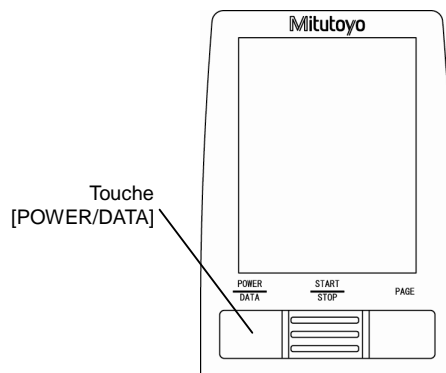 Mitutoyo
Touche
[POWER/DATA]
POWER
DATA
START
STOP
PAGE